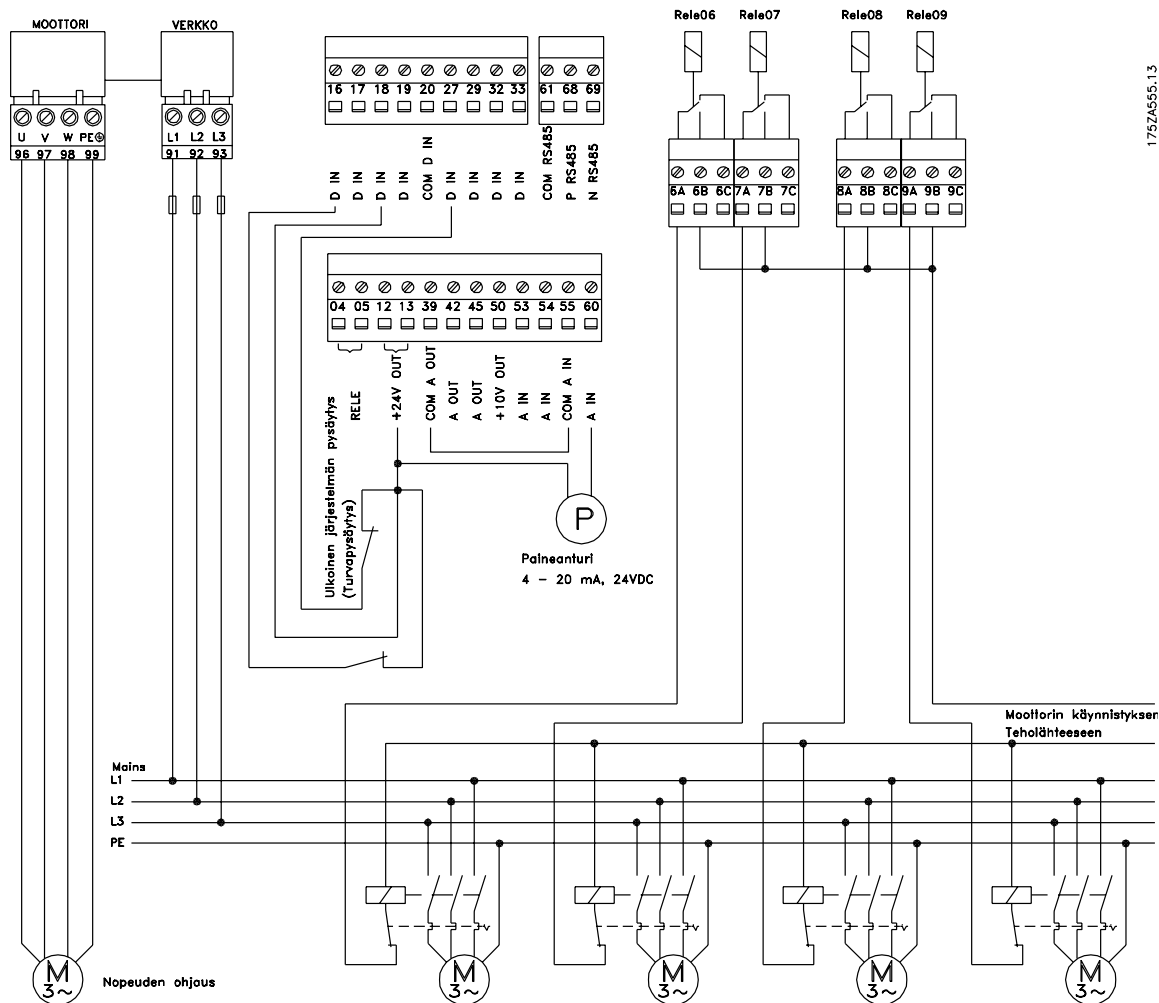 MOOTTORI
VERKKO
U V W PE
96 97 98 99
L1 L2 L3
91 92 93
16 17 18 19 20 27 29 32 33
61 68 69
D IN
D IN
D IN
D IN
COM D IN
D IN
D IN
D IN
D IN
COM RS485
P RS485
N RS485
04 05 12 13 39 42 45 50 53 54 55 60
RELE
+24V OUT
COM A OUT
A OUT
A OUT
+10V OUT
A IN
A IN
COM A IN
A IN
Ulkoinen järjestelmän pysäytys
(Turvapysäytys)
P
Paineanturi
4 - 20 mA, 24VDC
Rele06 Rele07 Rele08 Rele09
6A 6B 6C 7A 7B 7C 8A 8B 8C 9A 9B 9C
175ZA555.13
Moottorin käynnistyksen
Teholähteeseen
Mains
L1
L2
L3
PE
M
3~
Nopeuden ohjaus
M
3~
M
3~
M
3~
M
3~